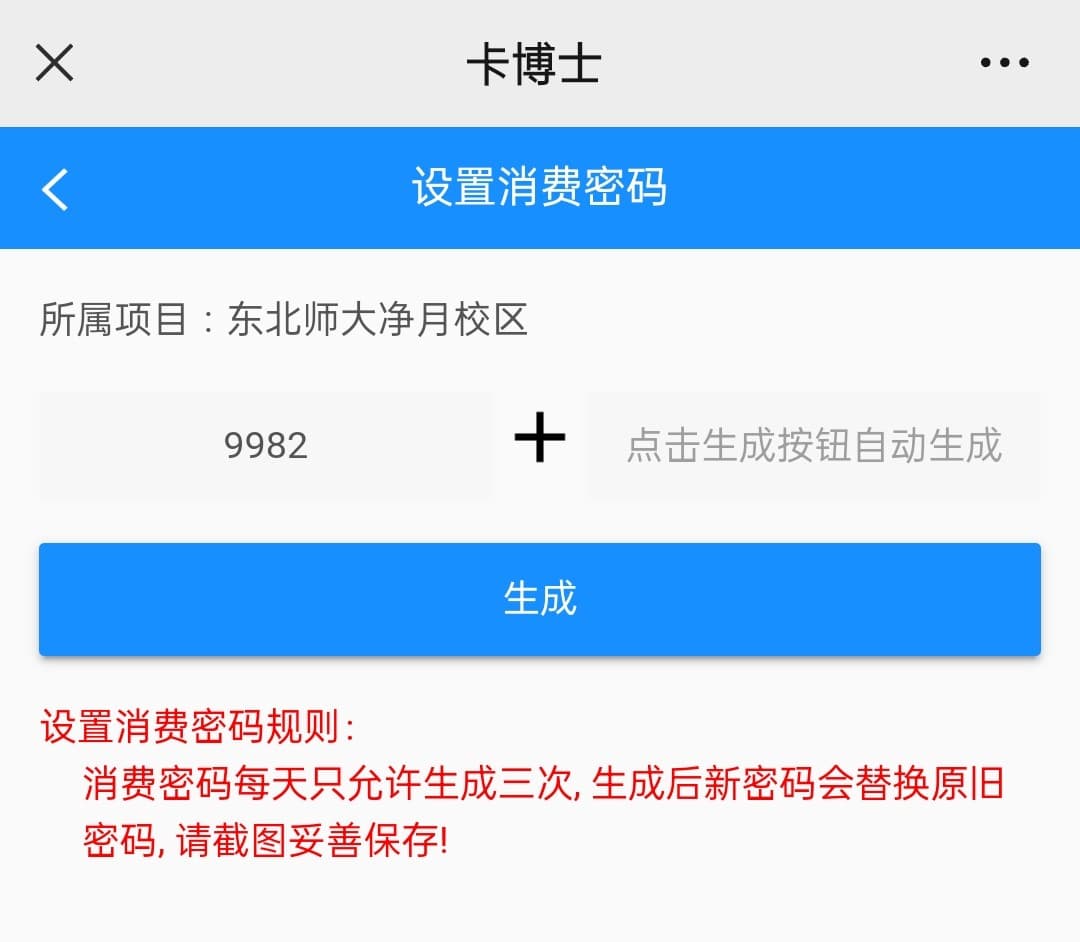 卡博士
设置消费密码
所属项目：东北师大净月校区
9982
点击生成按钮自动生成
生成
设置消费密码规则：
消费密码每天只允许生成三次, 生成后新密码会替换原旧
密码, 请截图妥善保存!